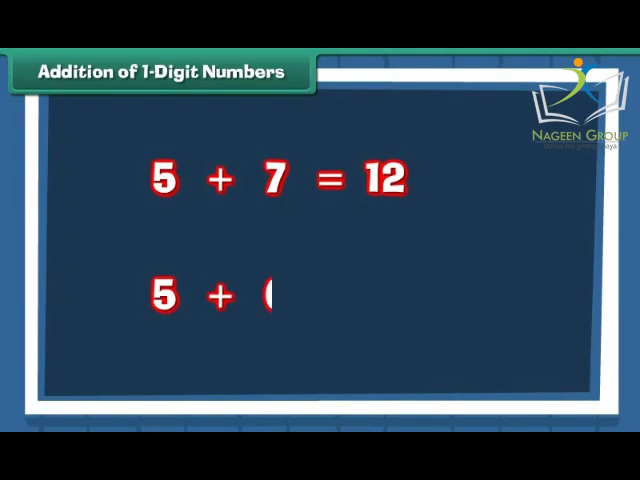 Addition of 1-Digit Numbers
NAGEEN GROUP
5 + 7 = 12
5 +